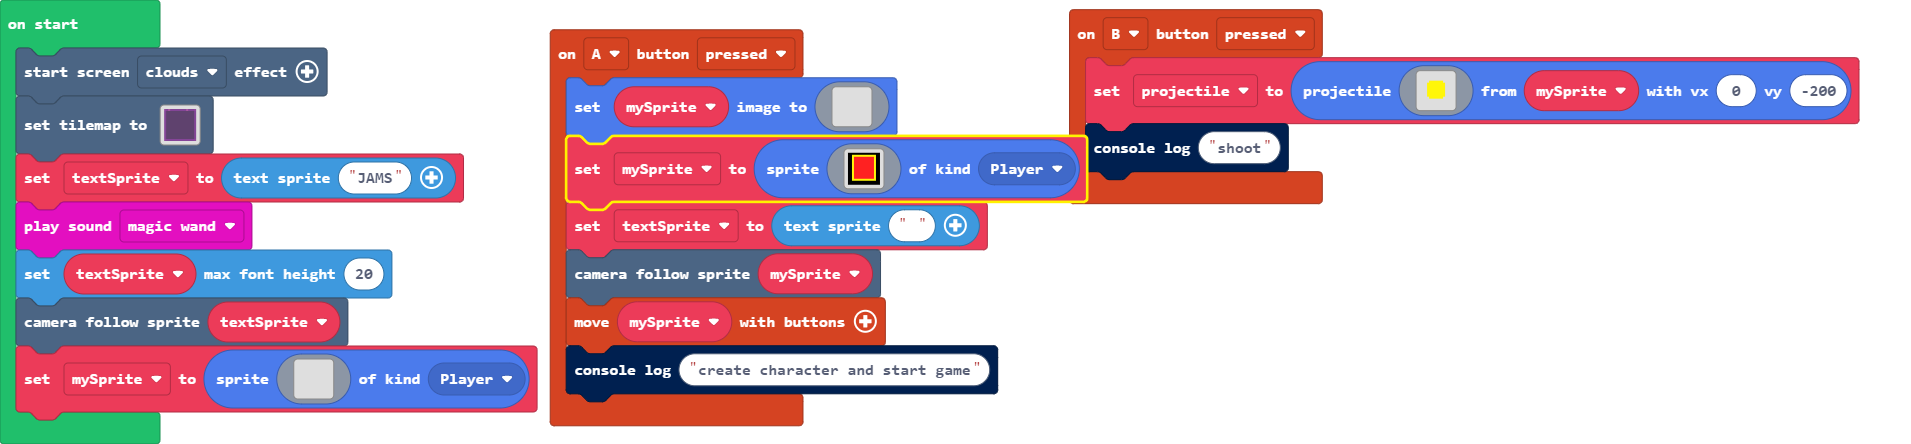 on start
start screen clouds effect
set tilemap to
set textSprite to text sprite "JAMS"
play sound magic wand
set textSprite max font height 20
camera follow sprite textSprite
set mySprite to sprite of kind Player
on A button pressed
set mySprite image to
set mySprite to sprite of kind Player
set textSprite to text sprite " "
camera follow sprite mySprite
move mySprite with buttons
console log "create character and start game"
on B button pressed
set projectile to projectile from mySprite with vx 0 vy -200
console log "shoot"